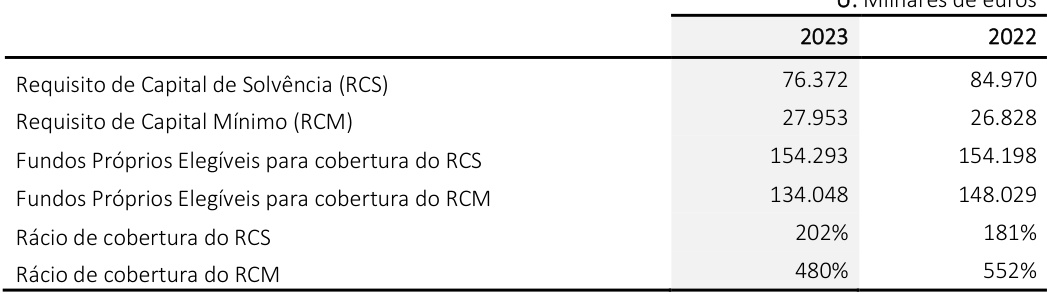 U: Milhares de euros
2023 2022
Requisito de Capital de Solvência (RCS) 76.372 84.970
Requisito de Capital Mínimo (RCM) 27.953 26.828
Fundos Próprios Elegíveis para cobertura do RCS 154.293 154.198
Fundos Próprios Elegíveis para cobertura do RCM 134.048 148.029
Rácio de cobertura do RCS 202% 181%
Rácio de cobertura do RCM 480% 552%